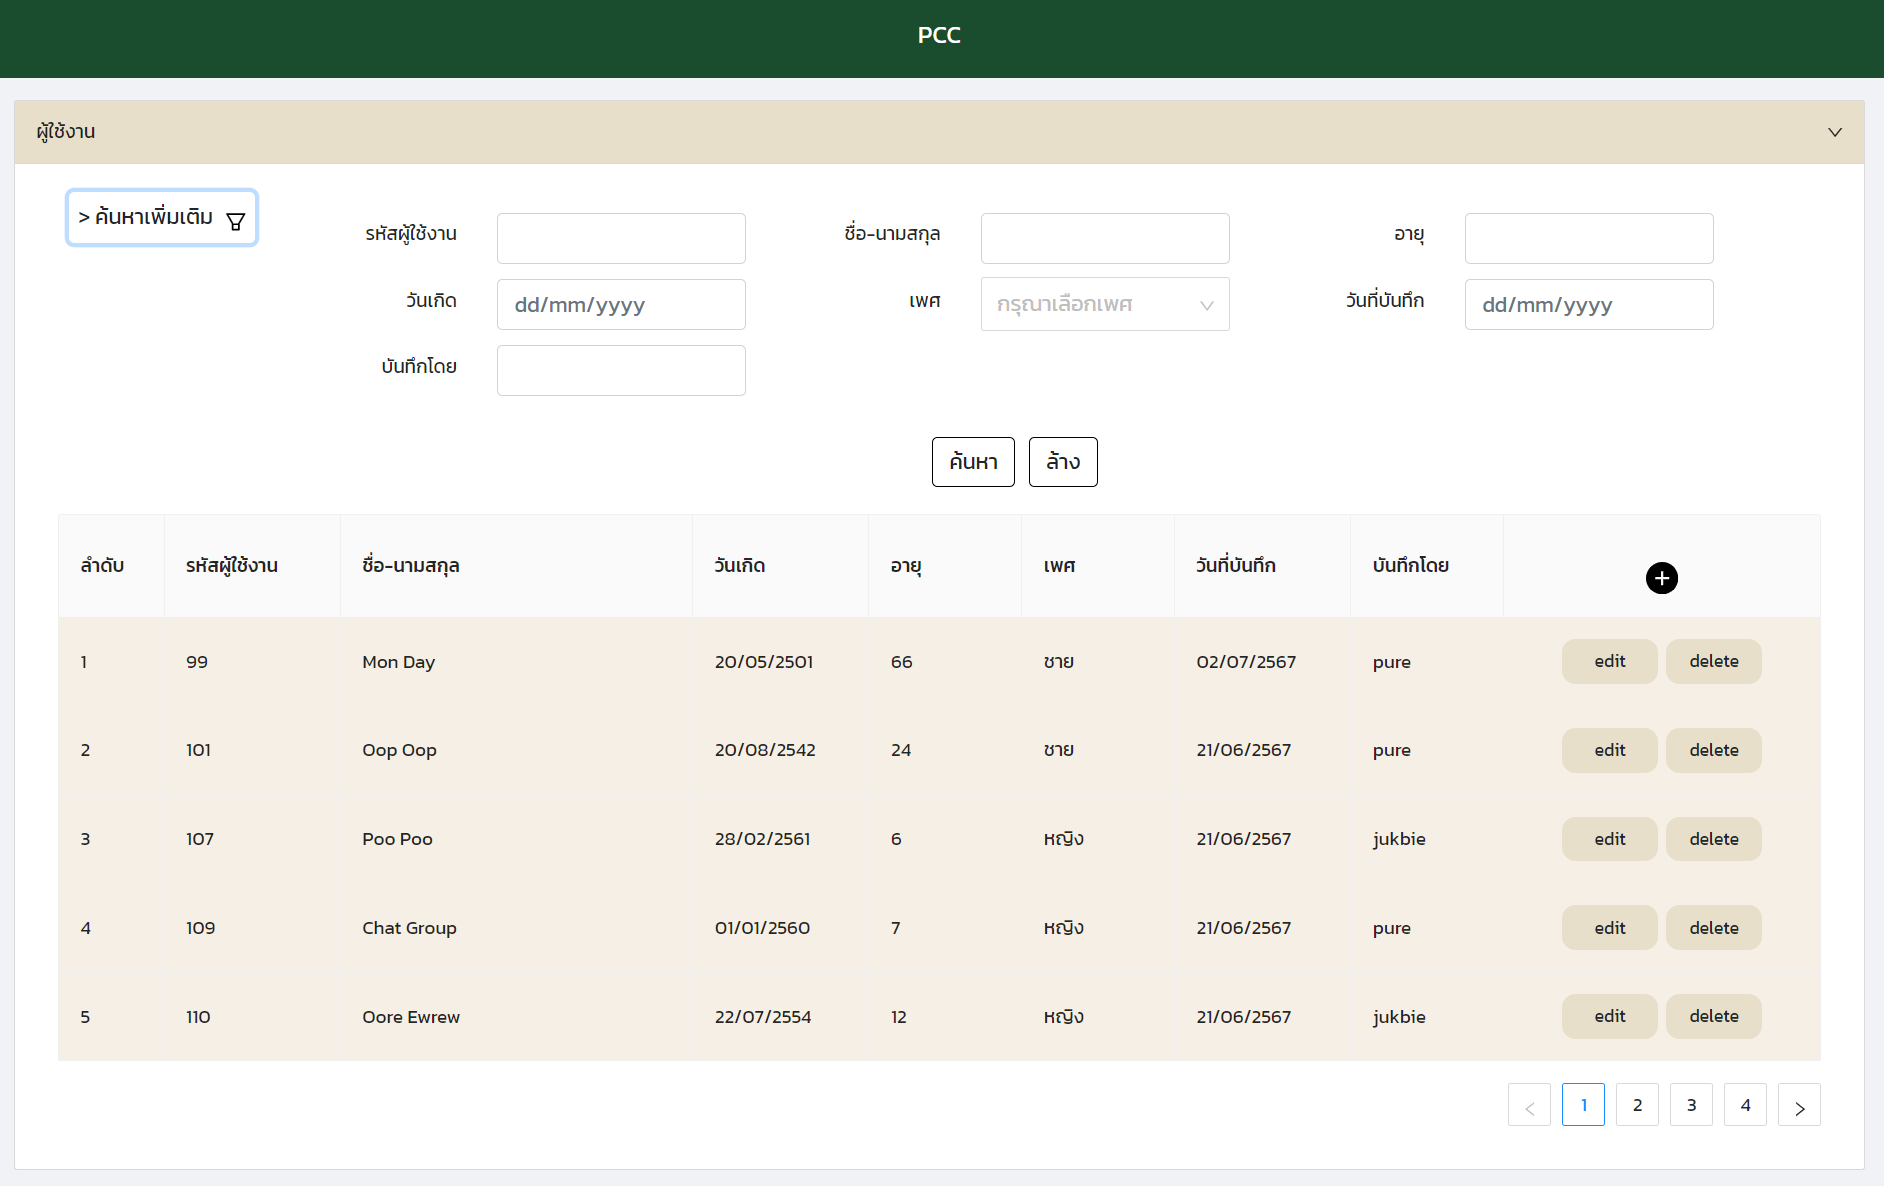 PCC
ผู้ใช้งาน
> ค้นหาเพิ่มเติม
รหัสผู้ใช้งาน ชื่อ-นามสกุล อายุ
วันเกิด dd/mm/yyyy เพศ กรุณาเลือกเพศ วันที่บันทึก dd/mm/yyyy
บันทึกโดย
ค้นหา ล้าง
ลำดับ รหัสผู้ใช้งาน ชื่อ-นามสกุล วันเกิด อายุ เพศ วันที่บันทึก บันทึกโดย
1 99 Mon Day 20/05/2501 66 ชาย 02/07/2567 pure edit delete
2 101 Oop Oop 20/08/2542 24 ชาย 21/06/2567 pure edit delete
3 107 Poo Poo 28/02/2561 6 หญิง 21/06/2567 jukbie edit delete
4 109 Chat Group 01/01/2560 7 หญิง 21/06/2567 pure edit delete
5 110 Oore Ewrew 22/07/2554 12 หญิง 21/06/2567 jukbie edit delete
< 1 2 3 4 >